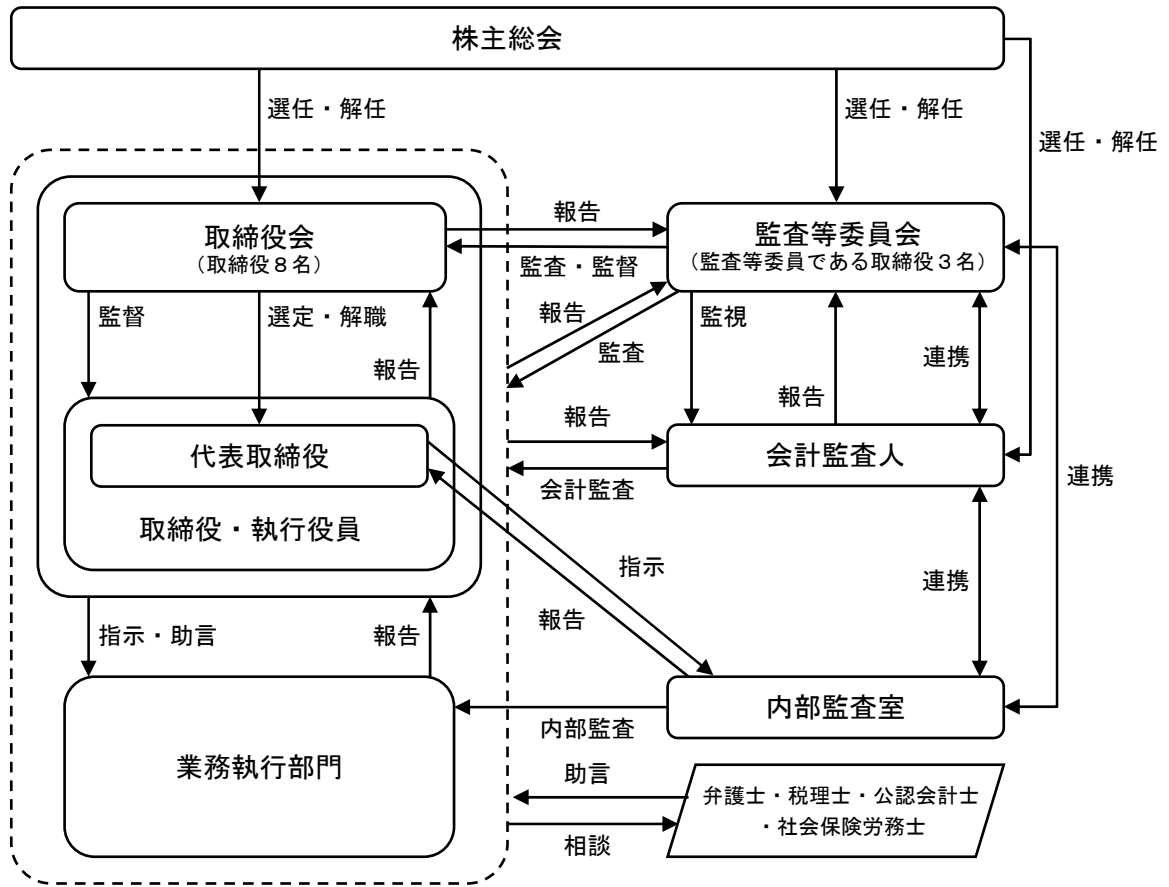 株主総会
選任・解任
選任・解任
選任・解任
取締役会
(取締役８名)
報告
監査・監督
監査等委員会
(監査等委員である取締役３名)
監督
選定・解職
報告
報告
監査
監視
報告
連携
連携
代表取締役
取締役・執行役員
報告
会計監査
会計監査人
指示
報告
連携
指示・助言
報告
業務執行部門
内部監査
内部監査室
助言
相談
弁護士・税理士・公認会計士
・社会保険労務士